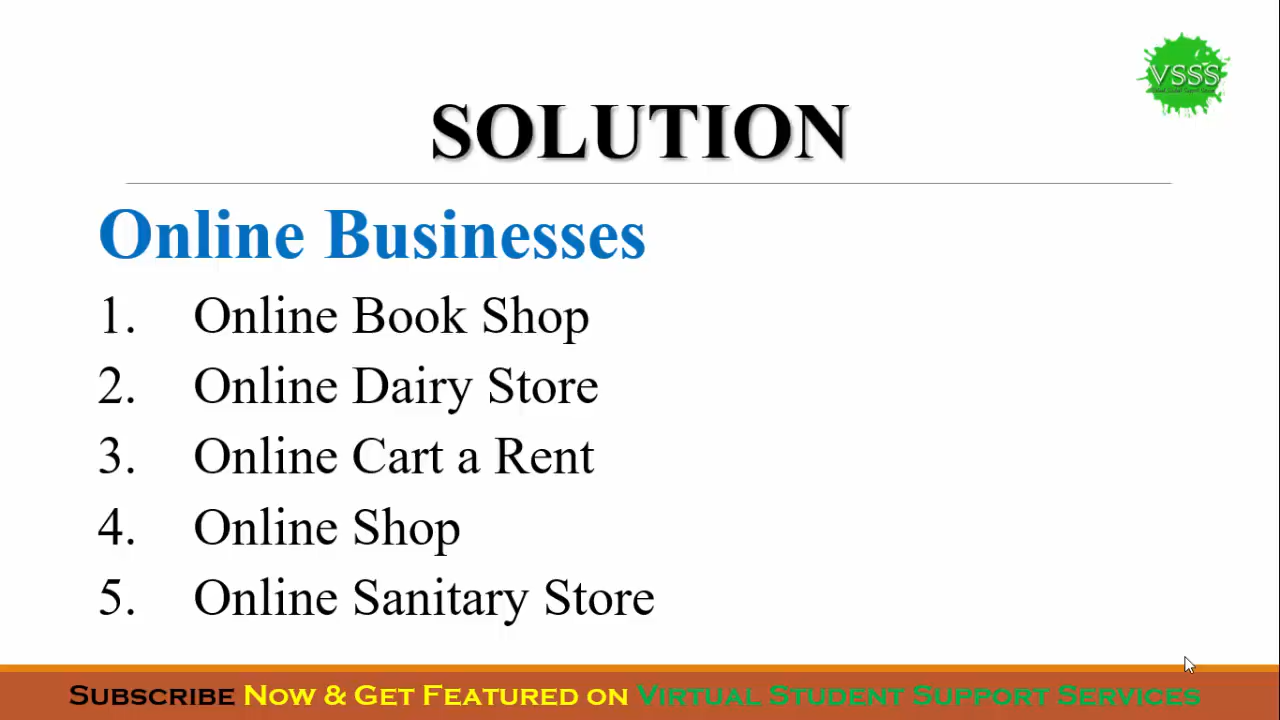 VSSS
SOLUTION
Online Businesses
1. Online Book Shop
2. Online Dairy Store
3. Online Cart a Rent
4. Online Shop
5. Online Sanitary Store
SUBSCRIBE NOW & GET FEATURED ON VIRTUAL STUDENT SUPPORT SERVICES